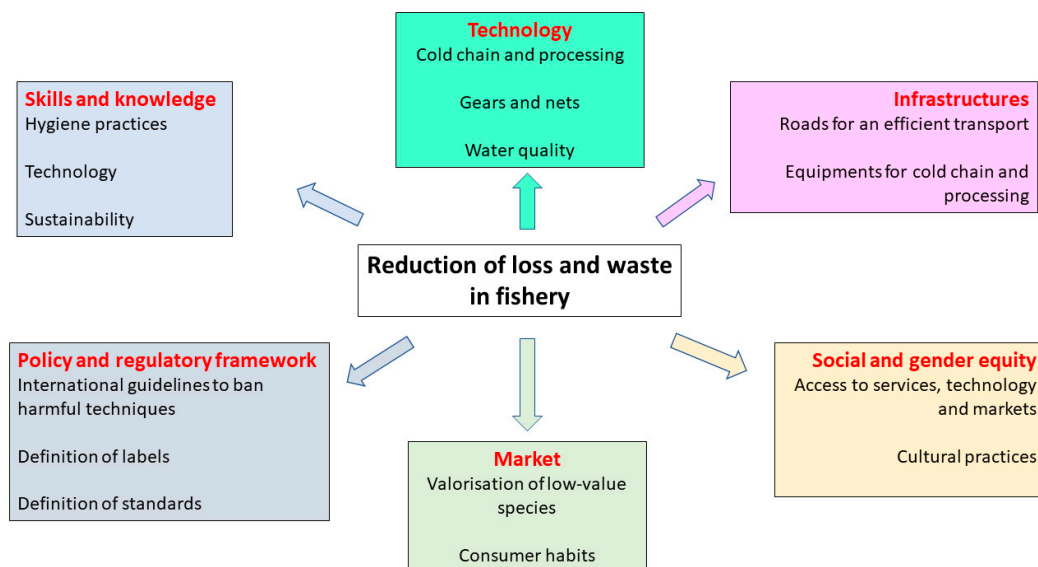 Technology
Cold chain and processing
Gears and nets
Water quality
Skills and knowledge
Hygiene practices
Technology
Sustainability
Infrastructures
Roads for an efficient transport
Equipments for cold chain and
processing
Reduction of loss and waste
in fishery
Policy and regulatory framework
International guidelines to ban
harmful techniques
Definition of labels
Definition of standards
Market
Valorisation of low-value
species
Consumer habits
Social and gender equity
Access to services, technology
and markets
Cultural practices